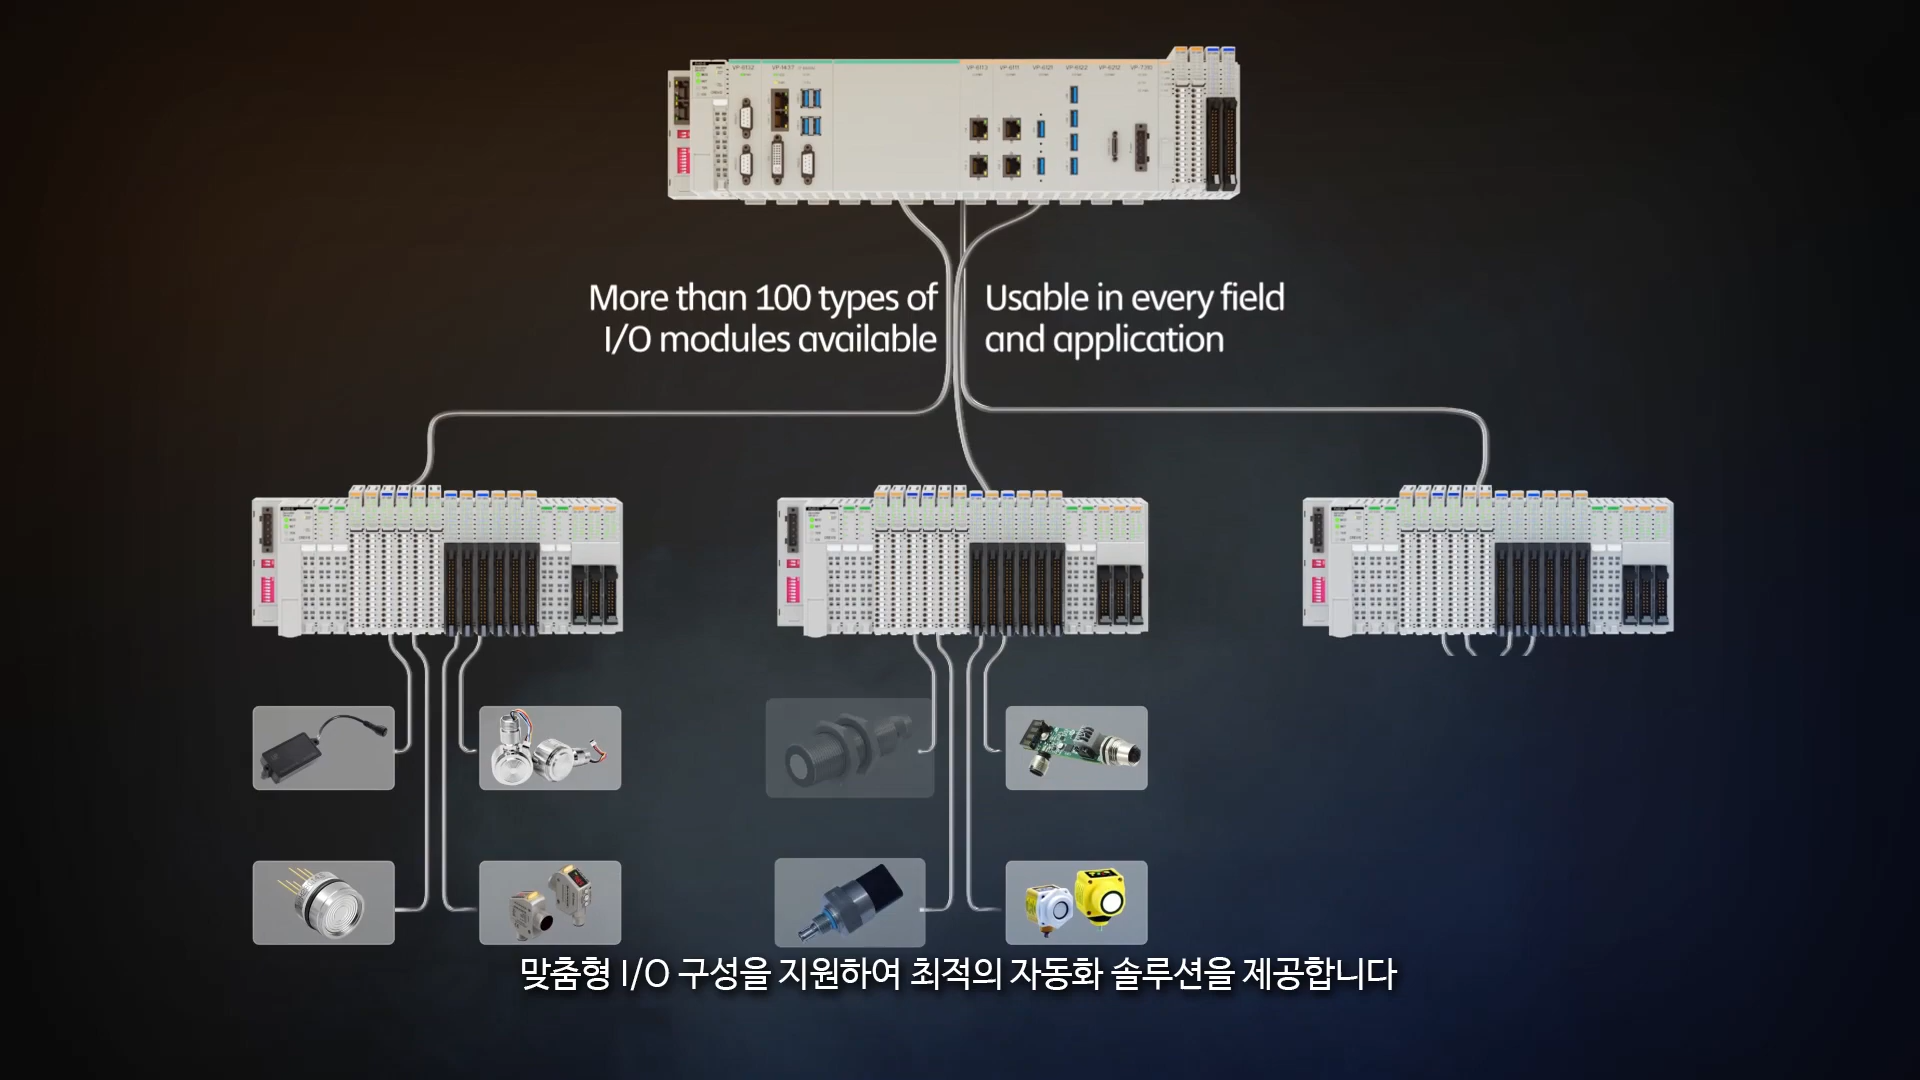 More than 100 types of
I/O modules available
Usable in every field
and application
맞춤형 I/O 구성을 지원하여 최적의 자동화 솔루션을 제공합니다